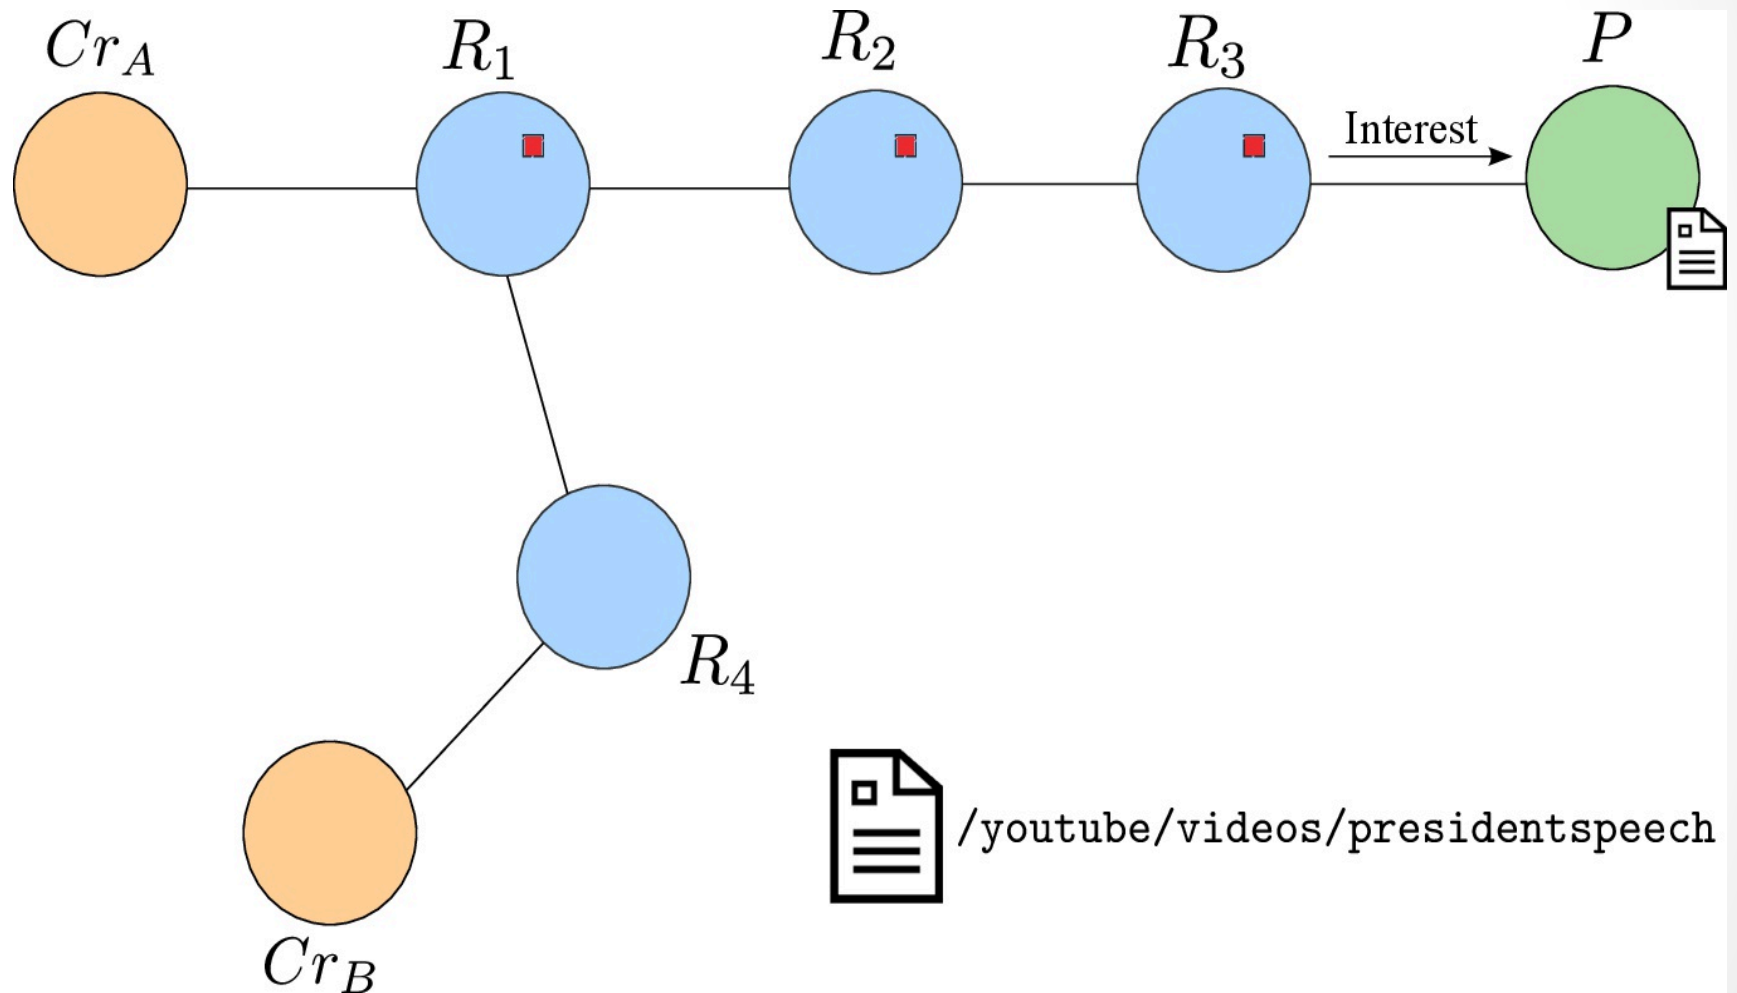 Cr_A
R_1
R_2
R_3
P
Interest
R_4
/youtube/videos/presidentspeech
Cr_B